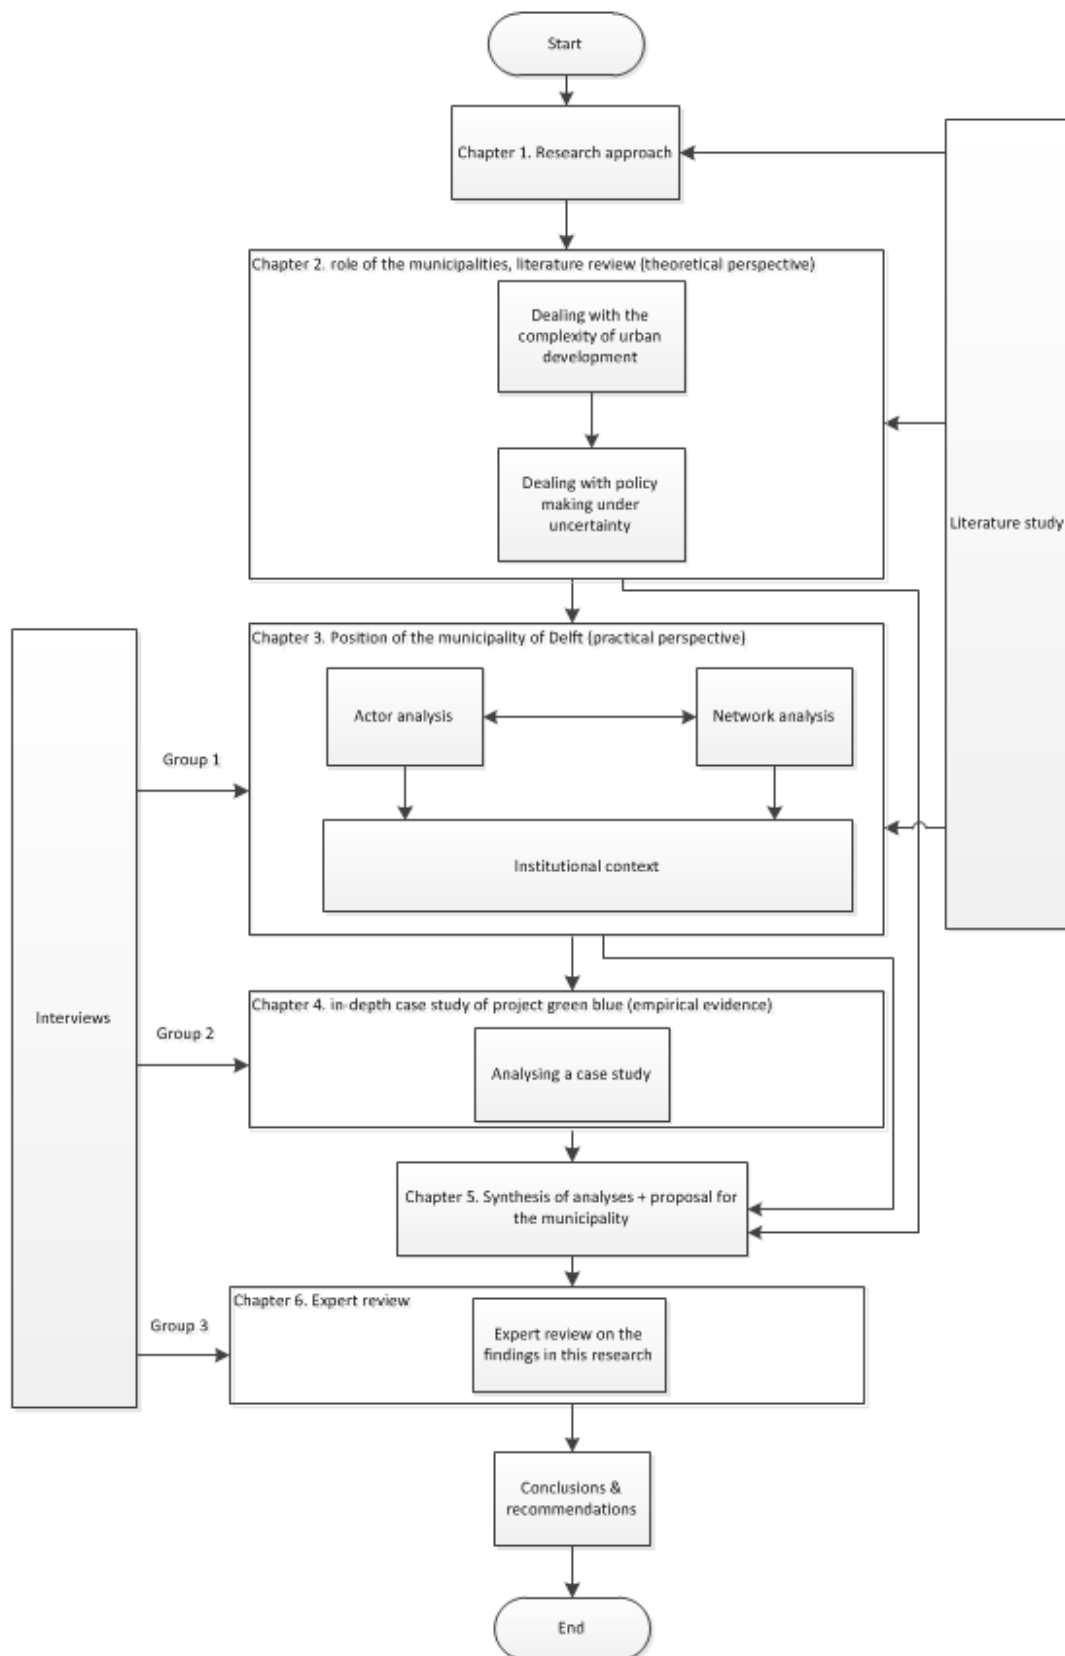 Start
Chapter 1. Research approach
Chapter 2. role of the municipalities, literature review (theoretical perspective)
Dealing with the
complexity of urban
development
Dealing with policy
making under
uncertainty
Literature study
Chapter 3. Position of the municipality of Delft (practical perspective)
Actor analysis
Network analysis
Group 1
Institutional context
Chapter 4. in-depth case study of project green blue (empirical evidence)
Interviews
Group 2
Analysing a case study
Chapter 5. Synthesis of analyses + proposal for
the municipality
Chapter 6. Expert review
Group 3
Expert review on the
findings in this research
Conclusions &
recommendations
End